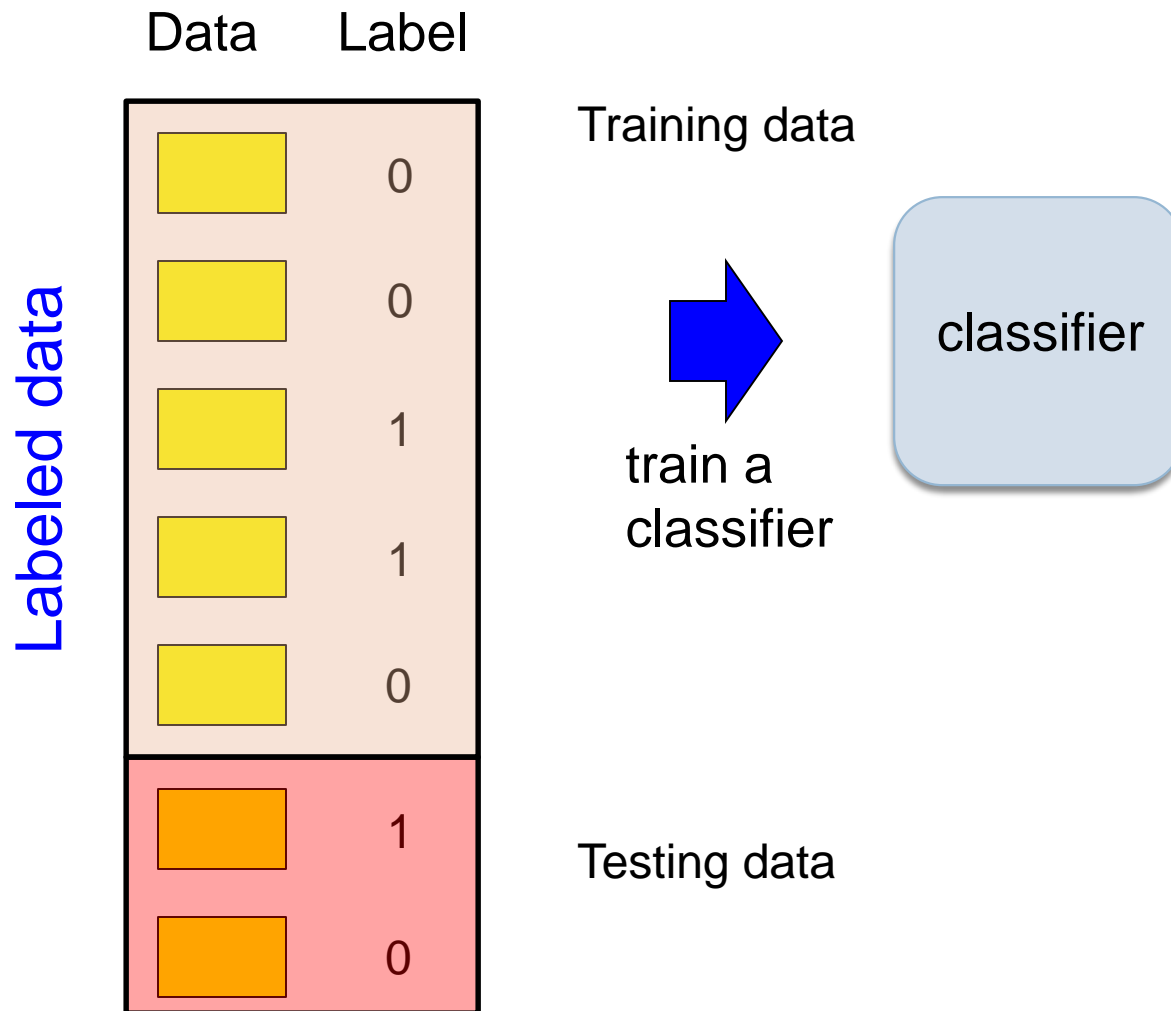 Data Label
Labeled data
0
0
1
1
0
1
0
Training data
train a
classifier
classifier
Testing data